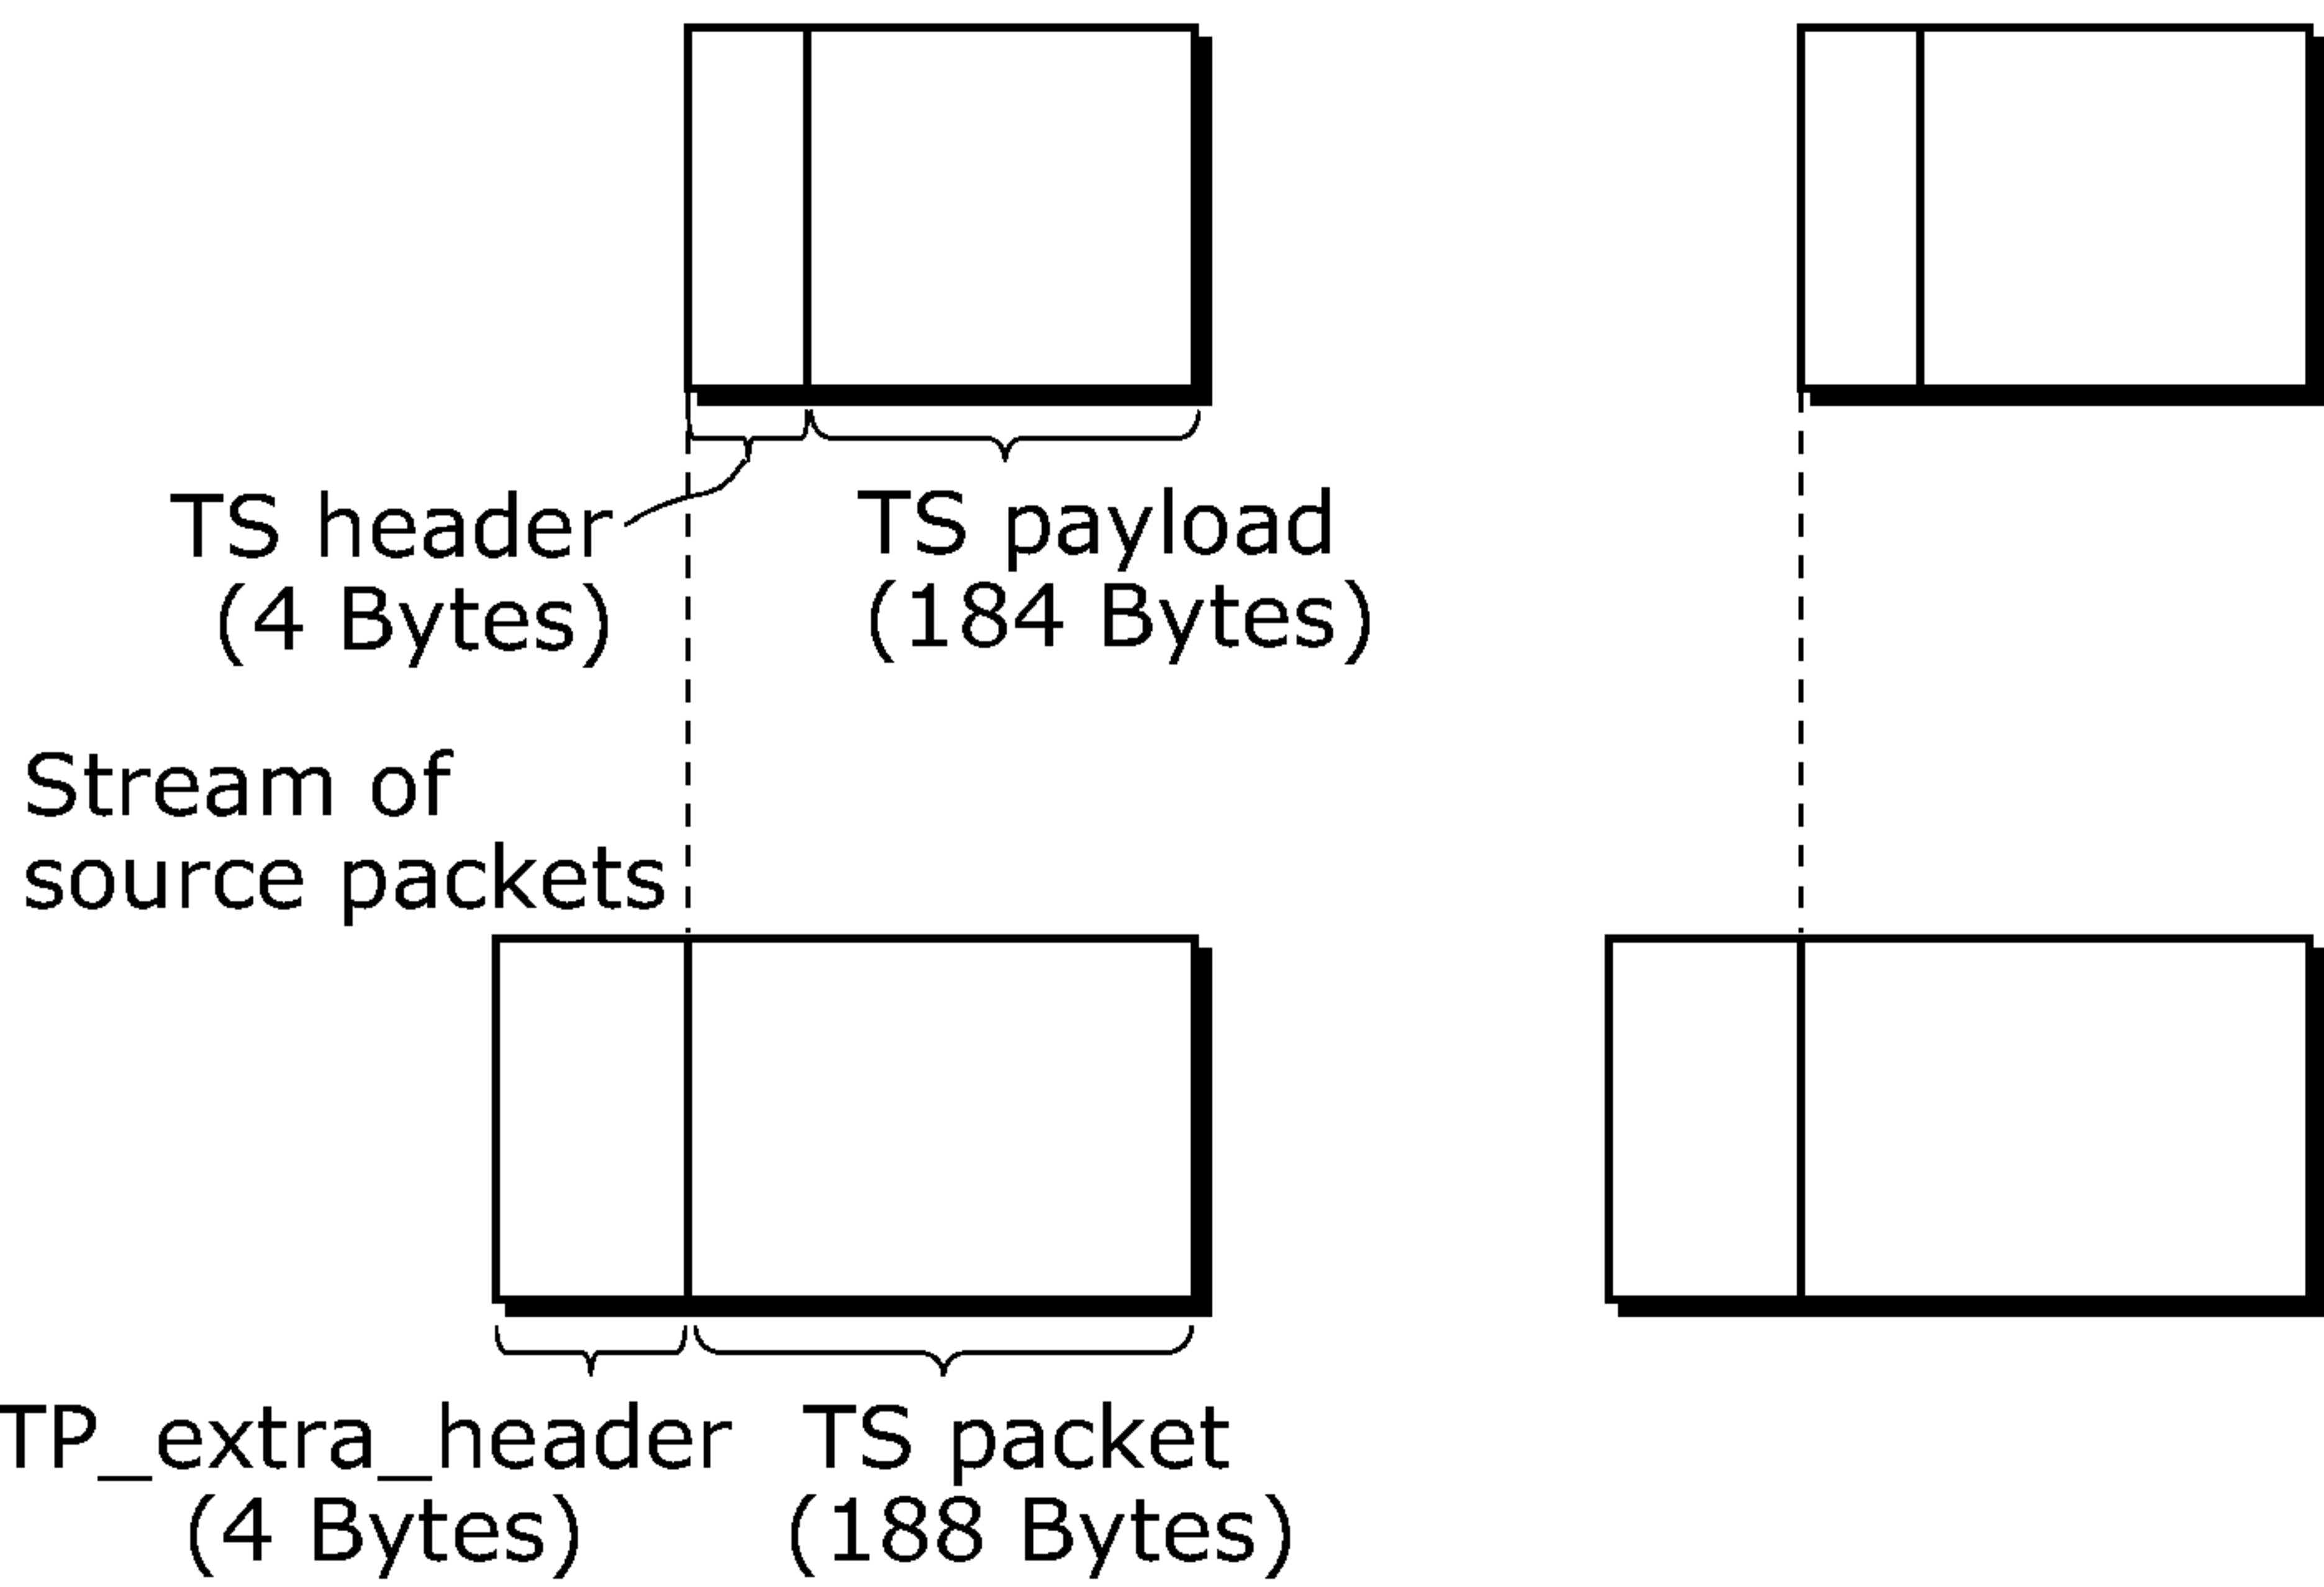 TS header
(4 Bytes)
TS payload
(184 Bytes)
Stream of
source packets
TP_extra_header
(4 Bytes)
TS packet
(188 Bytes)